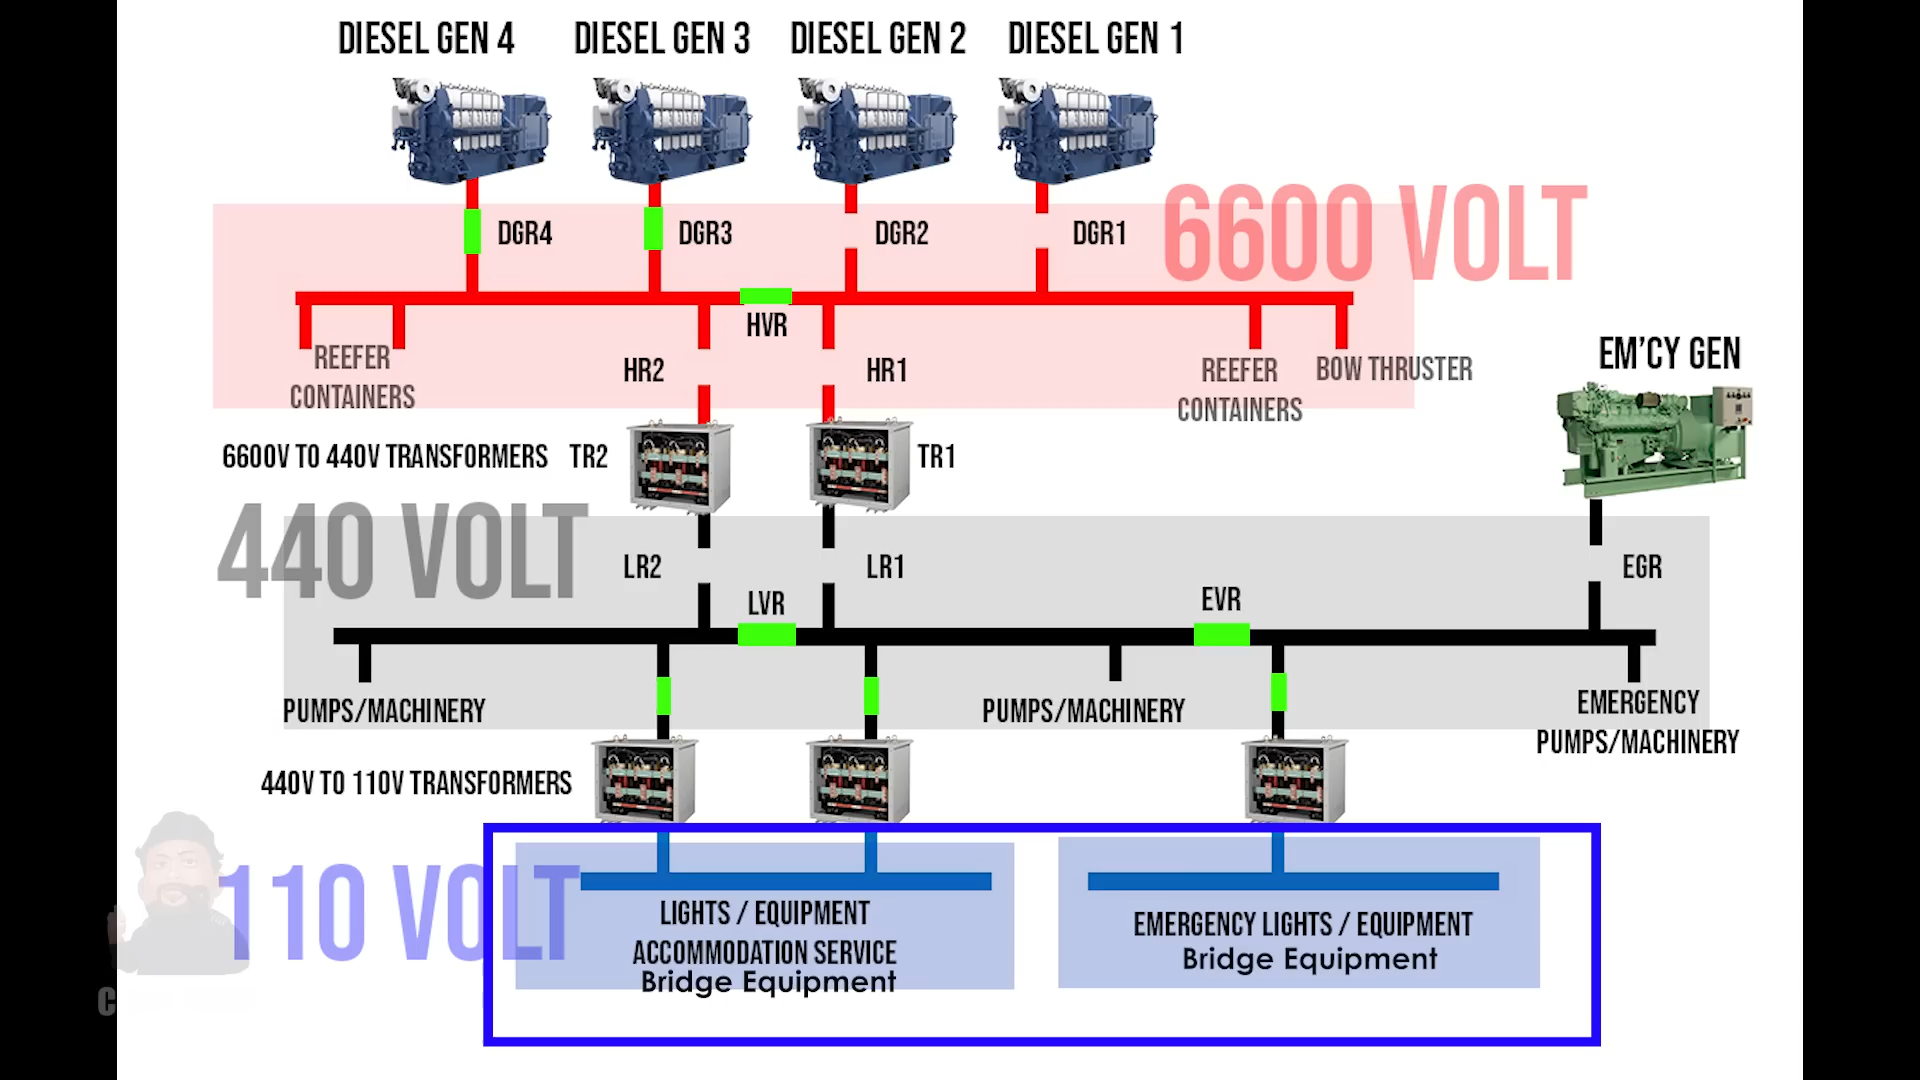 DIESEL GEN 4 DIESEL GEN 3 DIESEL GEN 2 DIESEL GEN 1
DGR4 DGR3 DGR2 DGR1
6600 VOLT
HVR
REEFER
CONTAINERS
HR2 HR1
REEFER
CONTAINERS
BOW THRUSTER
EM'CY GEN
6600V TO 440V TRANSFORMERS TR2 TR1
440 VOLT
LR2 LR1 EGR
LVR EVR
PUMPS/MACHINERY PUMPS/MACHINERY
EMERGENCY
PUMPS/MACHINERY
440V TO 110V TRANSFORMERS
110 VOLT
LIGHTS / EQUIPMENT
ACCOMMODATION SERVICE
Bridge Equipment
EMERGENCY LIGHTS / EQUIPMENT
Bridge Equipment